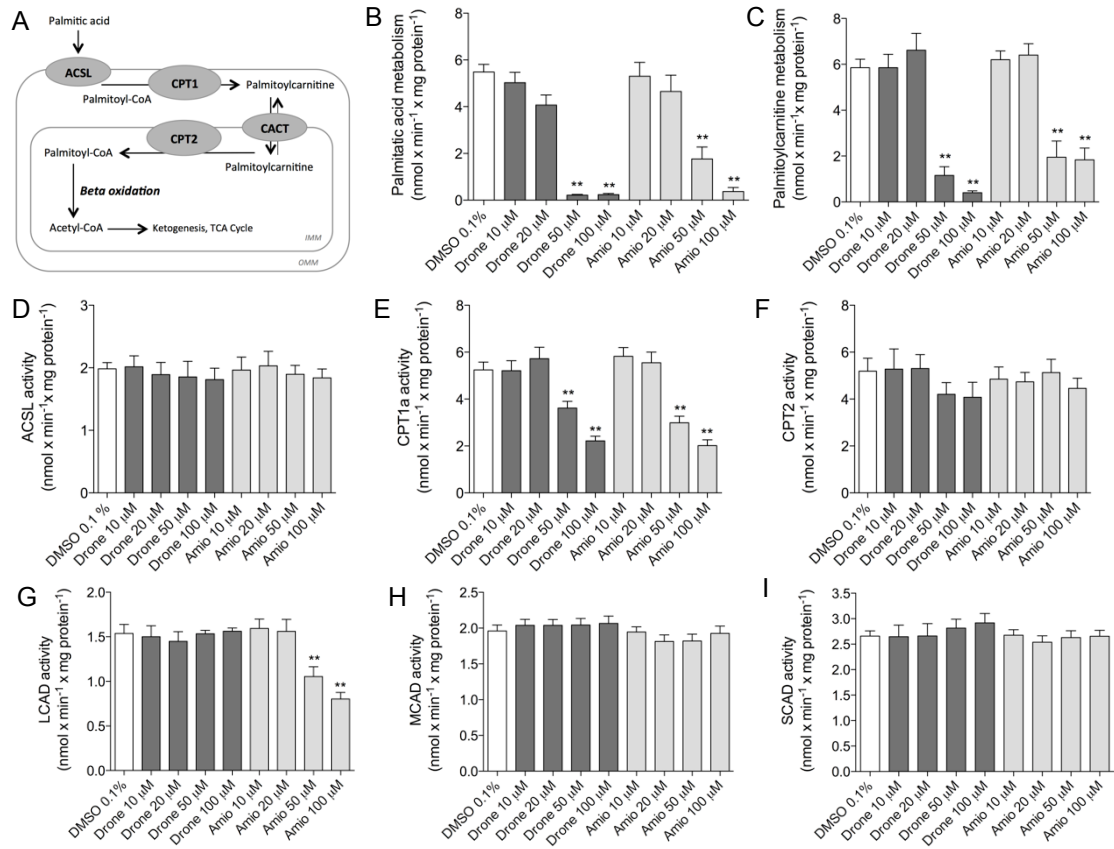 A
Palmitic acid
ACSL
CPT1
Palmitoyl-CoA
Palmitoylcarnitine
CACT
CPT2
Palmitoyl-CoA
Palmitoylcarnitine
Beta oxidation
Acetyl-CoA
Ketogenesis, TCA Cycle
IMM
OMM
B
Palmitatic acid metabolism
(nmol x min⁻¹ x mg protein⁻¹)
8
6
4
2
0
** ** ** **
DMSO 0.1%
Drone 10 µM
Drone 20 µM
Drone 50 µM
Drone 100 µM
Amio 10 µM
Amio 20 µM
Amio 50 µM
Amio 100 µM
C
Palmitoylcarnitine metabolism
(nmol x min⁻¹ x mg protein⁻¹)
8
6
4
2
0
** ** ** **
DMSO 0.1%
Drone 10 µM
Drone 20 µM
Drone 50 µM
Drone 100 µM
Amio 10 µM
Amio 20 µM
Amio 50 µM
Amio 100 µM
D
ACSL activity
(nmol x min⁻¹ x mg protein⁻¹)
3
2
1
0
DMSO 0.1 %
Drone 10 µM
Drone 20 µM
Drone 50 µM
Drone 100 µM
Amio 10 µM
Amio 20 µM
Amio 50 µM
Amio 100 µM
E
CPT1a activity
(nmol x min⁻¹ x mg protein⁻¹)
8
6
4
2
0
** ** ** **
DMSO 0.1 %
Drone 10 µM
Drone 20 µM
Drone 50 µM
Drone 100 µM
Amio 10 µM
Amio 20 µM
Amio 50 µM
Amio 100 µM
F
CPT2 activity
(nmol x min⁻¹ x mg protein⁻¹)
8
6
4
2
0
DMSO 0.1 %
Drone 10 µM
Drone 20 µM
Drone 50 µM
Drone 100 µM
Amio 10 µM
Amio 20 µM
Amio 50 µM
Amio 100 µM
G
LCAD activity
(nmol x min⁻¹ x mg protein⁻¹)
2.0
1.5
1.0
0.5
0.0
** **
DMSO 0.1%
Drone 10 µM
Drone 20 µM
Drone 50 µM
Drone 100 µM
Amio 10 µM
Amio 20 µM
Amio 50 µM
Amio 100 µM
H
MCAD activity
(nmol x min⁻¹ x mg protein⁻¹)
2.5
2.0
1.5
1.0
0.5
0.0
DMSO 0.1%
Drone 10 µM
Drone 20 µM
Drone 50 µM
Drone 100 µM
Amio 10 µM
Amio 20 µM
Amio 50 µM
Amio 100 µM
I
SCAD activity
(nmol x min⁻¹ x mg protein⁻¹)
3.5
3.0
2.5
2.0
1.5
1.0
0.5
0.0
DMSO 0.1%
Drone 10 µM
Drone 20 µM
Drone 50 µM
Drone 100 µM
Amio 10 µM
Amio 20 µM
Amio 50 µM
Amio 100 µM